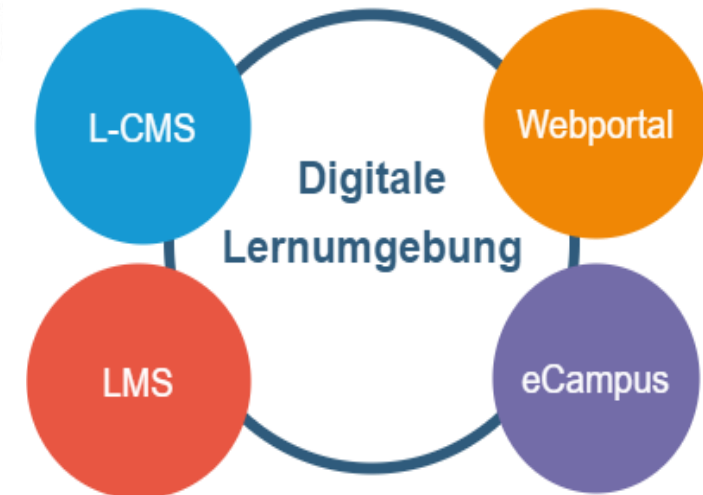 L-CMS
Webportal
Digitale
Lernumgebung
LMS
eCampus